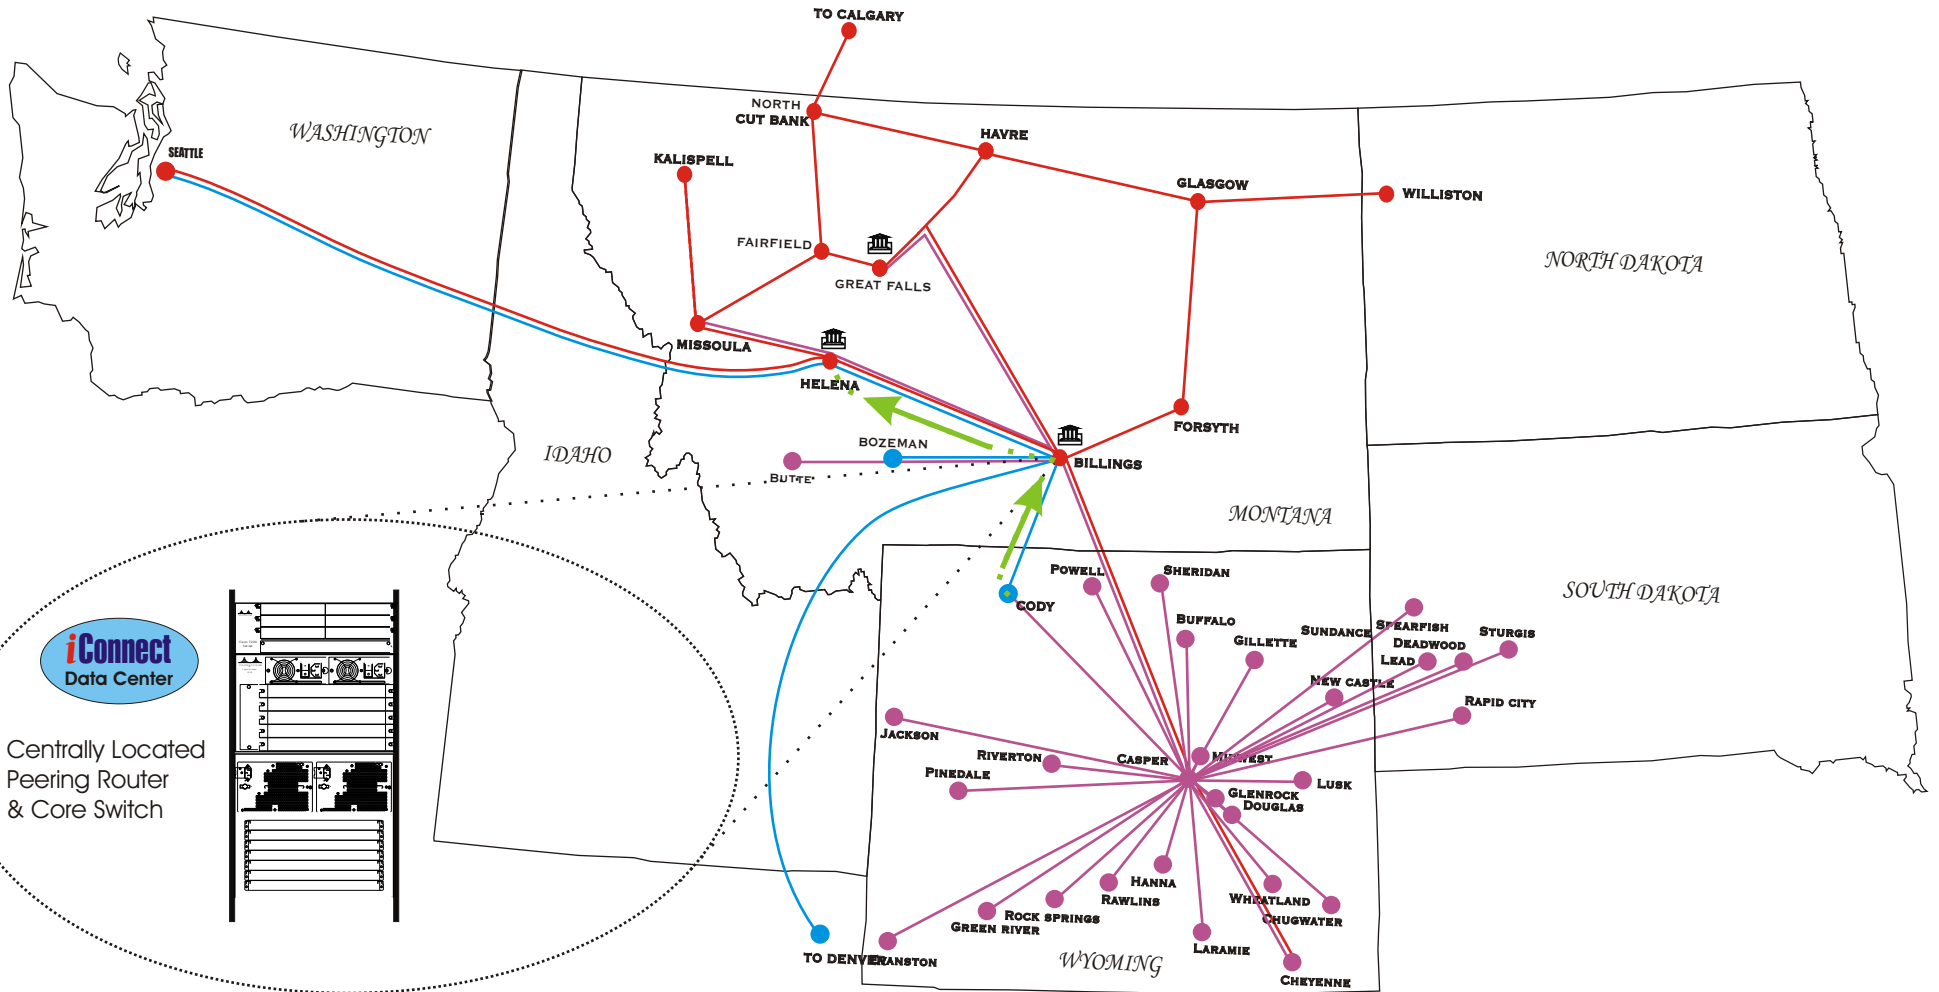 TO CALGARY
NORTH
CUT BANK
HAVRE
WASHINGTON
SEATTLE
KALISPELL
GLASGOW
WILLISTON
FAIRFIELD
GREAT FALLS
NORTH DAKOTA
MISSOULA
HELENA
FORSYTH
BOZEMAN
IDAHO
BILLINGS
BUTTE
MONTANA
POWELL
SHERIDAN
CODY
SOUTH DAKOTA
BUFFALO
GILLETTE
SUNDANCE
SPEARFISH
STURGIS
DEADWOOD
LEAD
iConnect
Data Center
NEW CASTLE
RAPID CITY
JACKSON
Centrally Located
Peering Router
& Core Switch
RIVERTON
CASPER
MIDWEST
PINEDALE
LUSK
GLENROCK
DOUGLAS
HANNA
RAWLINS
WHEATLAND
ROCK SPRINGS
CHUGWATER
GREEN RIVER
LARAMIE
TO DENVER
EVANSTON
WYOMING
CHEYENNE